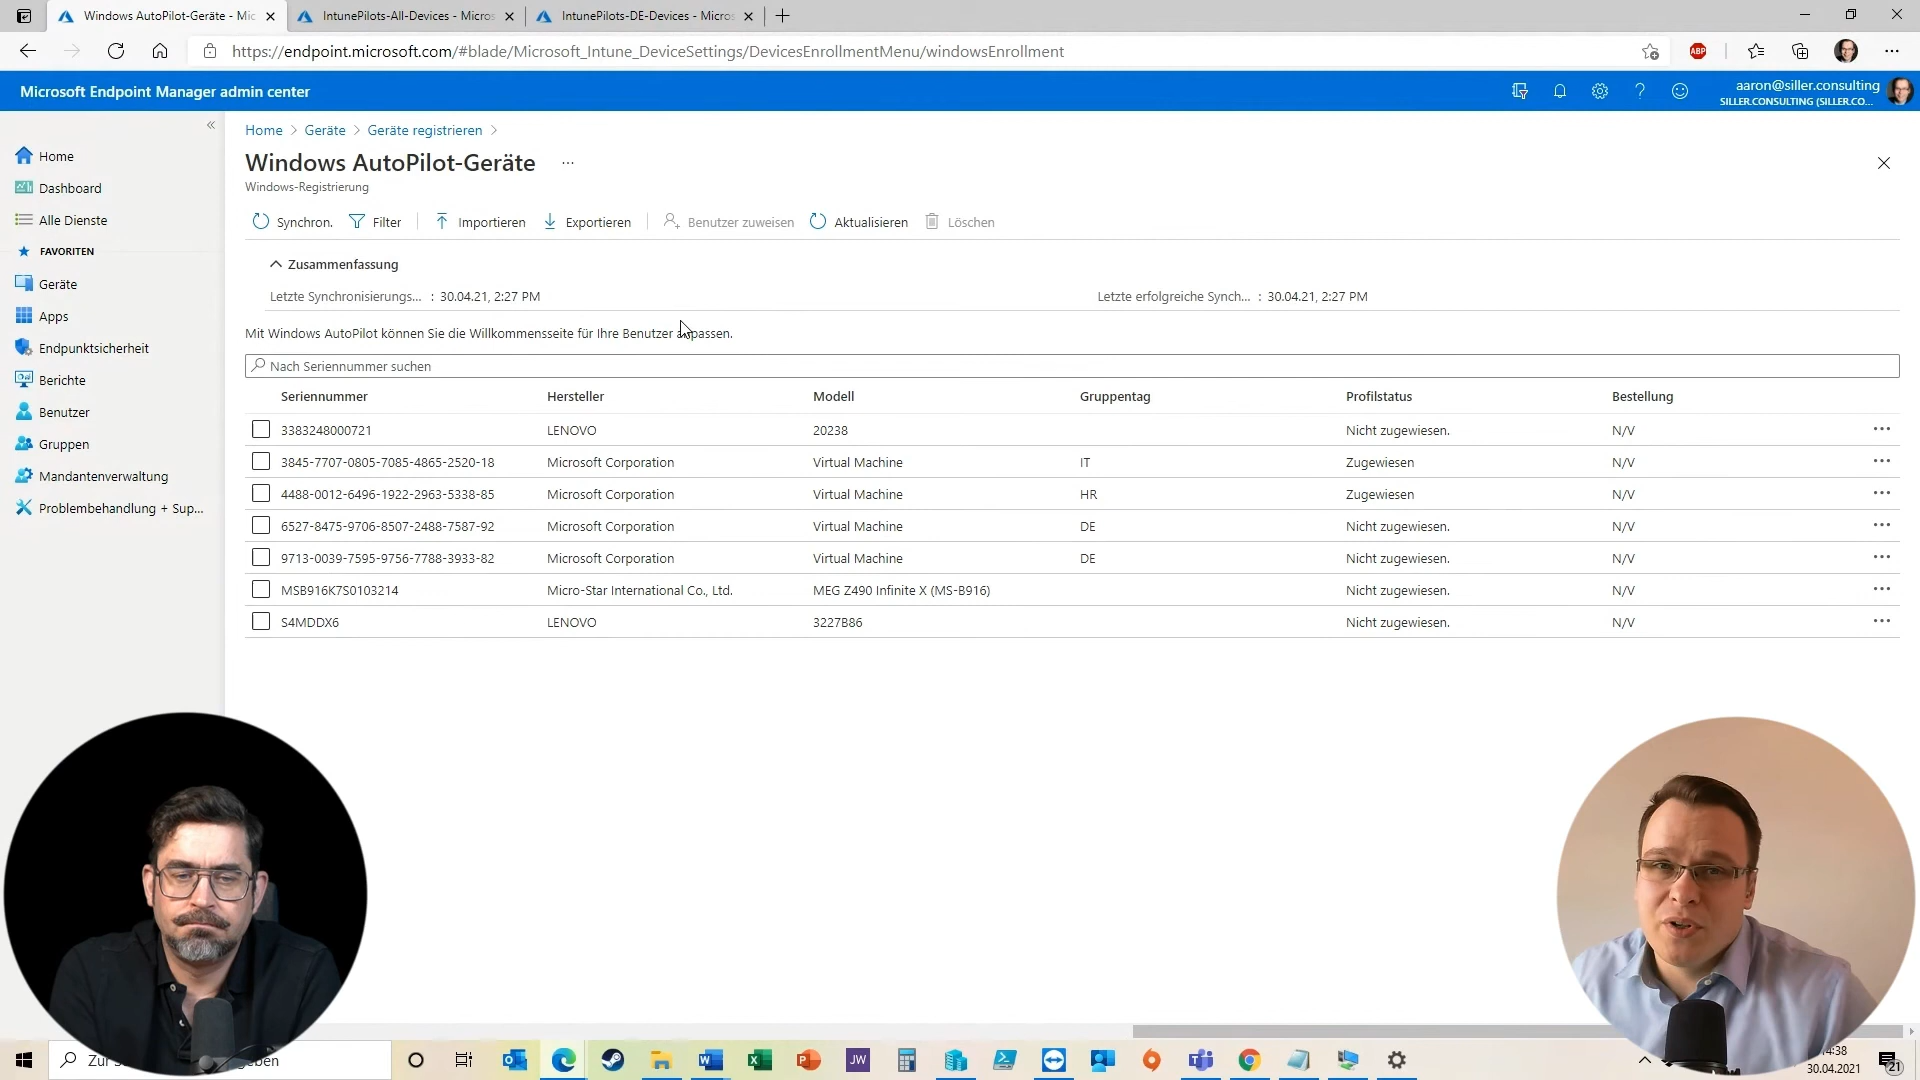 Windows AutoPilot-Geräte - Mic
IntunePilots-All-Devices - Micros
IntunePilots-DE-Devices - Micros
https://endpoint.microsoft.com/#blade/Microsoft_Intune_DeviceSettings/DevicesEnrollmentMenu/windowsEnrollment
ABP
Microsoft Endpoint Manager admin center
aaron@siller.consulting
SILLER.CONSULTING (SILLER.CO...
Home
Dashboard
Alle Dienste
FAVORITEN
Geräte
Apps
Endpunktsicherheit
Berichte
Benutzer
Gruppen
Mandantenverwaltung
Problembehandlung + Sup...
Home > Geräte > Geräte registrieren >
Windows AutoPilot-Geräte ...
Windows-Registrierung
Synchron. Filter Importieren Exportieren Benutzer zuweisen Aktualisieren Löschen
Zusammenfassung
Letzte Synchronisierungs... : 30.04.21, 2:27 PM Letzte erfolgreiche Synch... : 30.04.21, 2:27 PM
Mit Windows AutoPilot können Sie die Willkommensseite für Ihre Benutzer anpassen.
Nach Seriennummer suchen
Seriennummer Hersteller Modell Gruppentag Profilstatus Bestellung
3383248000721 LENOVO 20238 Nicht zugewiesen. N/V
3845-7707-0805-7085-4865-2520-18 Microsoft Corporation Virtual Machine IT Zugewiesen N/V
4488-0012-6496-1922-2963-5338-85 Microsoft Corporation Virtual Machine HR Zugewiesen N/V
6527-8475-9706-8507-2488-7587-92 Microsoft Corporation Virtual Machine DE Nicht zugewiesen. N/V
9713-0039-7595-9756-7788-3933-82 Microsoft Corporation Virtual Machine DE Nicht zugewiesen. N/V
MSB916K7S0103214 Micro-Star International Co., Ltd. MEG Z490 Infinite X (MS-B916) Nicht zugewiesen. N/V
S4MDDX6 LENOVO 3227B86 Nicht zugewiesen. N/V
JW
4:38
30.04.2021
21